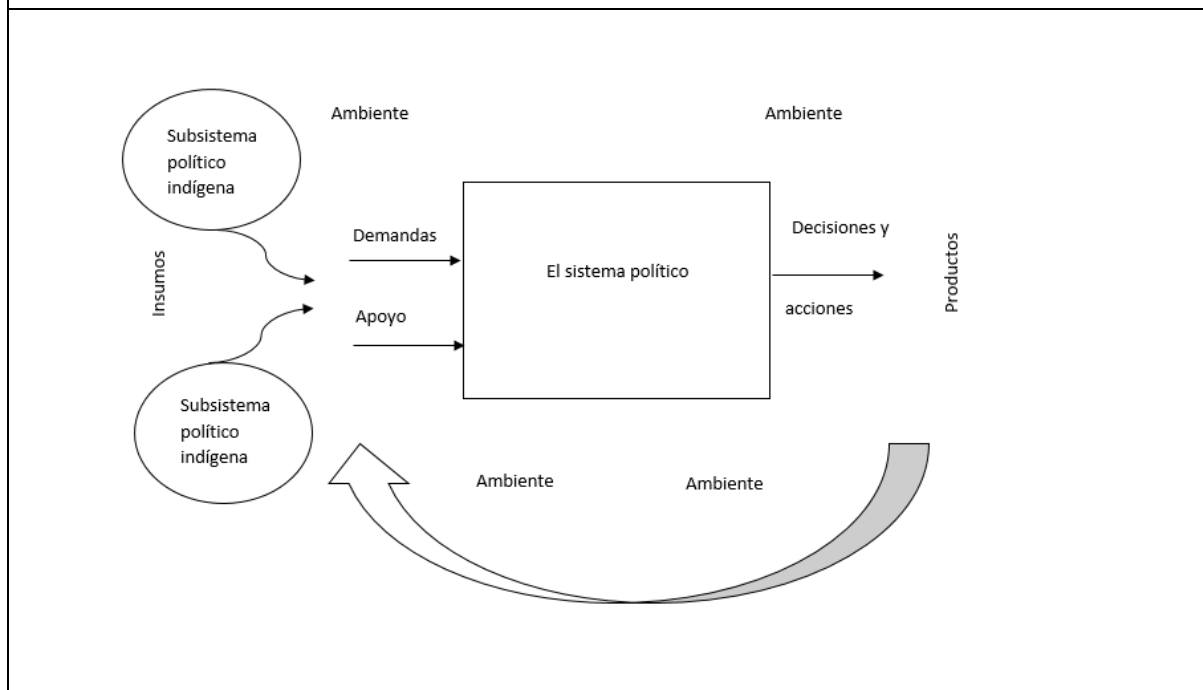 Ambiente
Ambiente
Subsistema
político
indígena
Insumos
Demandas
Apoyo
El sistema político
Decisiones y
acciones
Productos
Subsistema
político
indígena
Ambiente
Ambiente